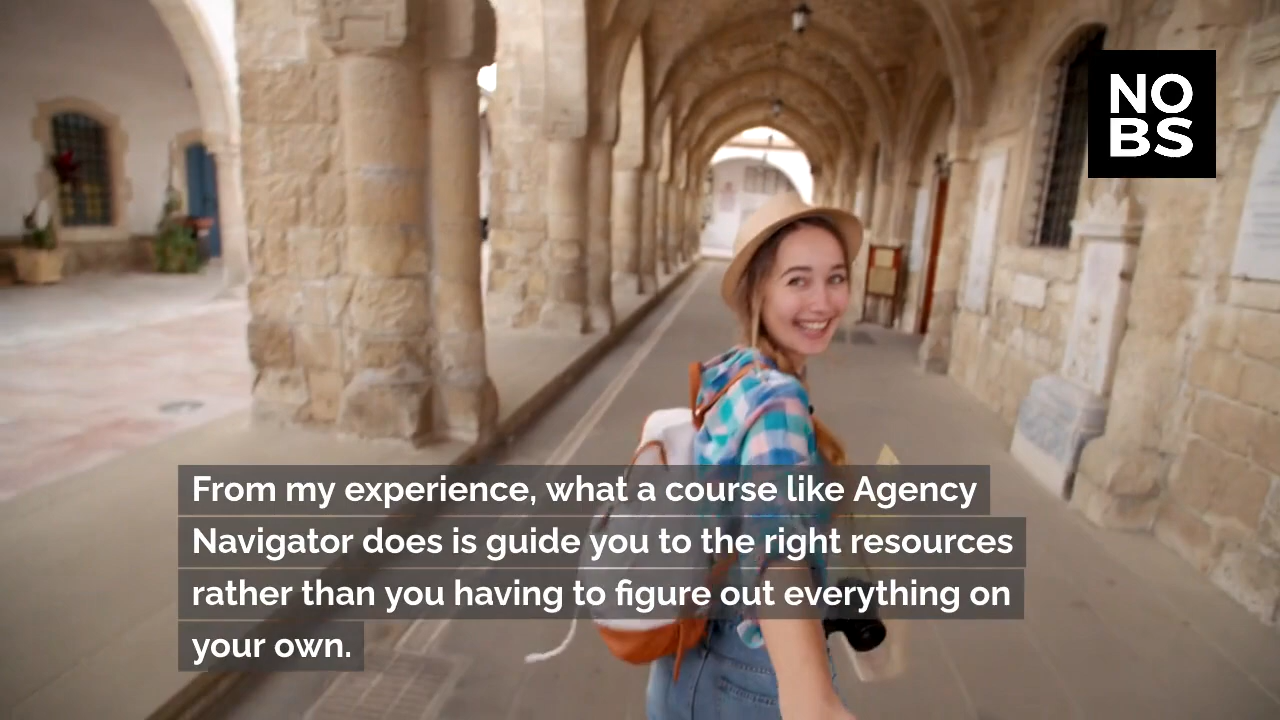 NO
BS
From my experience, what a course like Agency
Navigator does is guide you to the right resources
rather than you having to figure out everything on
your own.